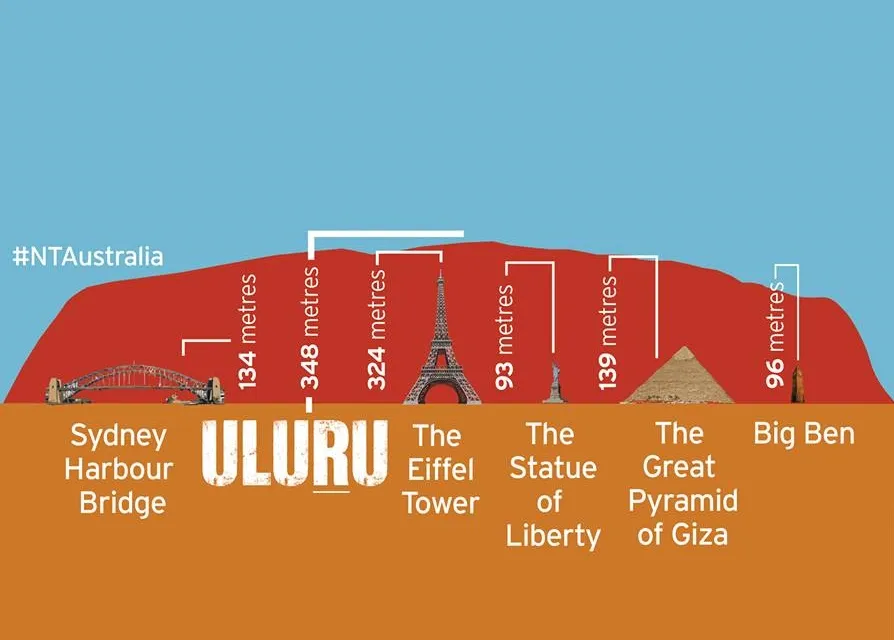 #NTAustralia
134 metres
348 metres
324 metres
93 metres
139 metres
96 metres
Sydney
Harbour
Bridge
ULURU
The
Eiffel
Tower
The
Statue
of
Liberty
The
Great
Pyramid
of Giza
Big Ben